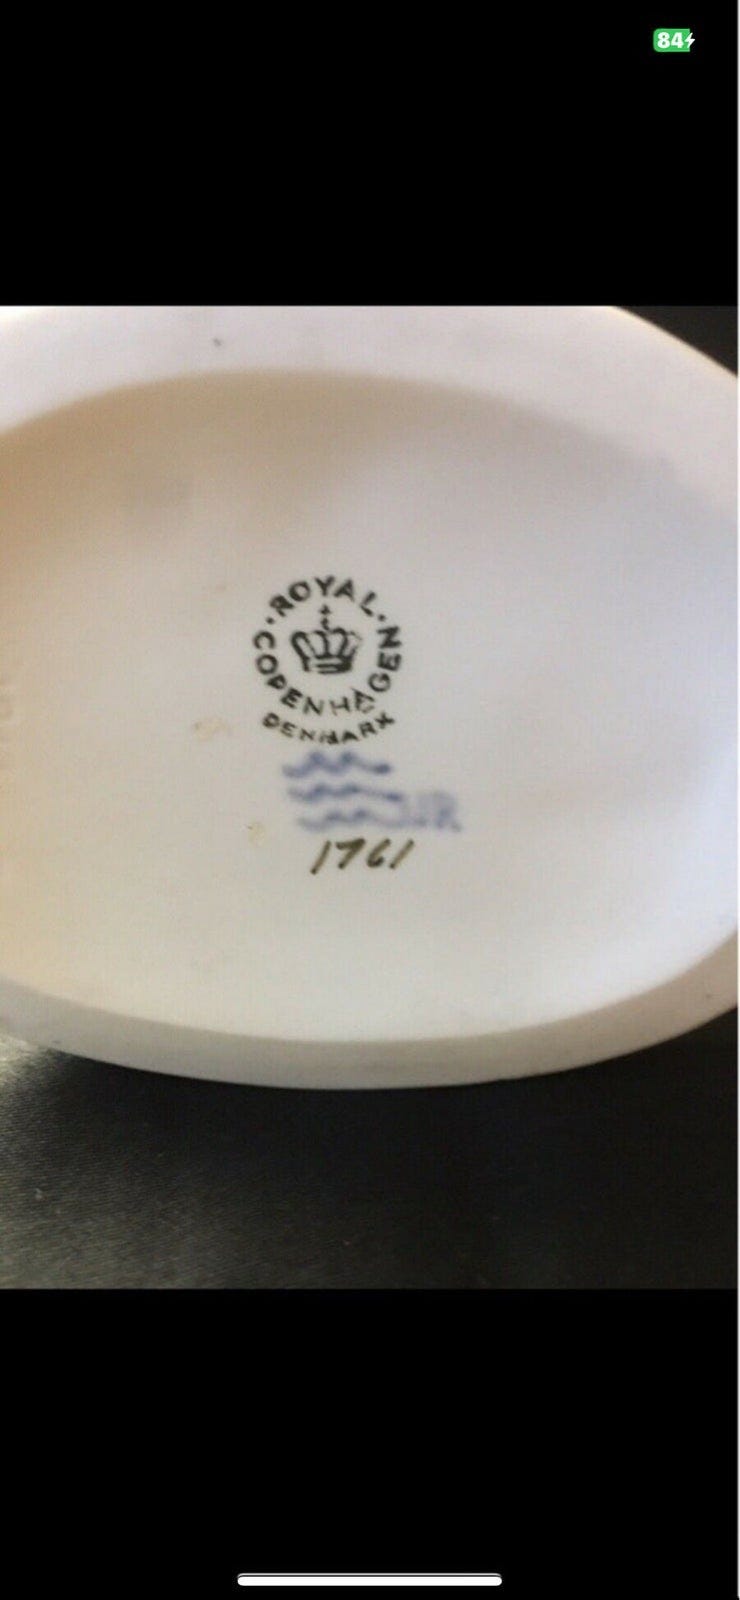 84
· ROYAL ·
COPENHAGEN
DENMARK
1761